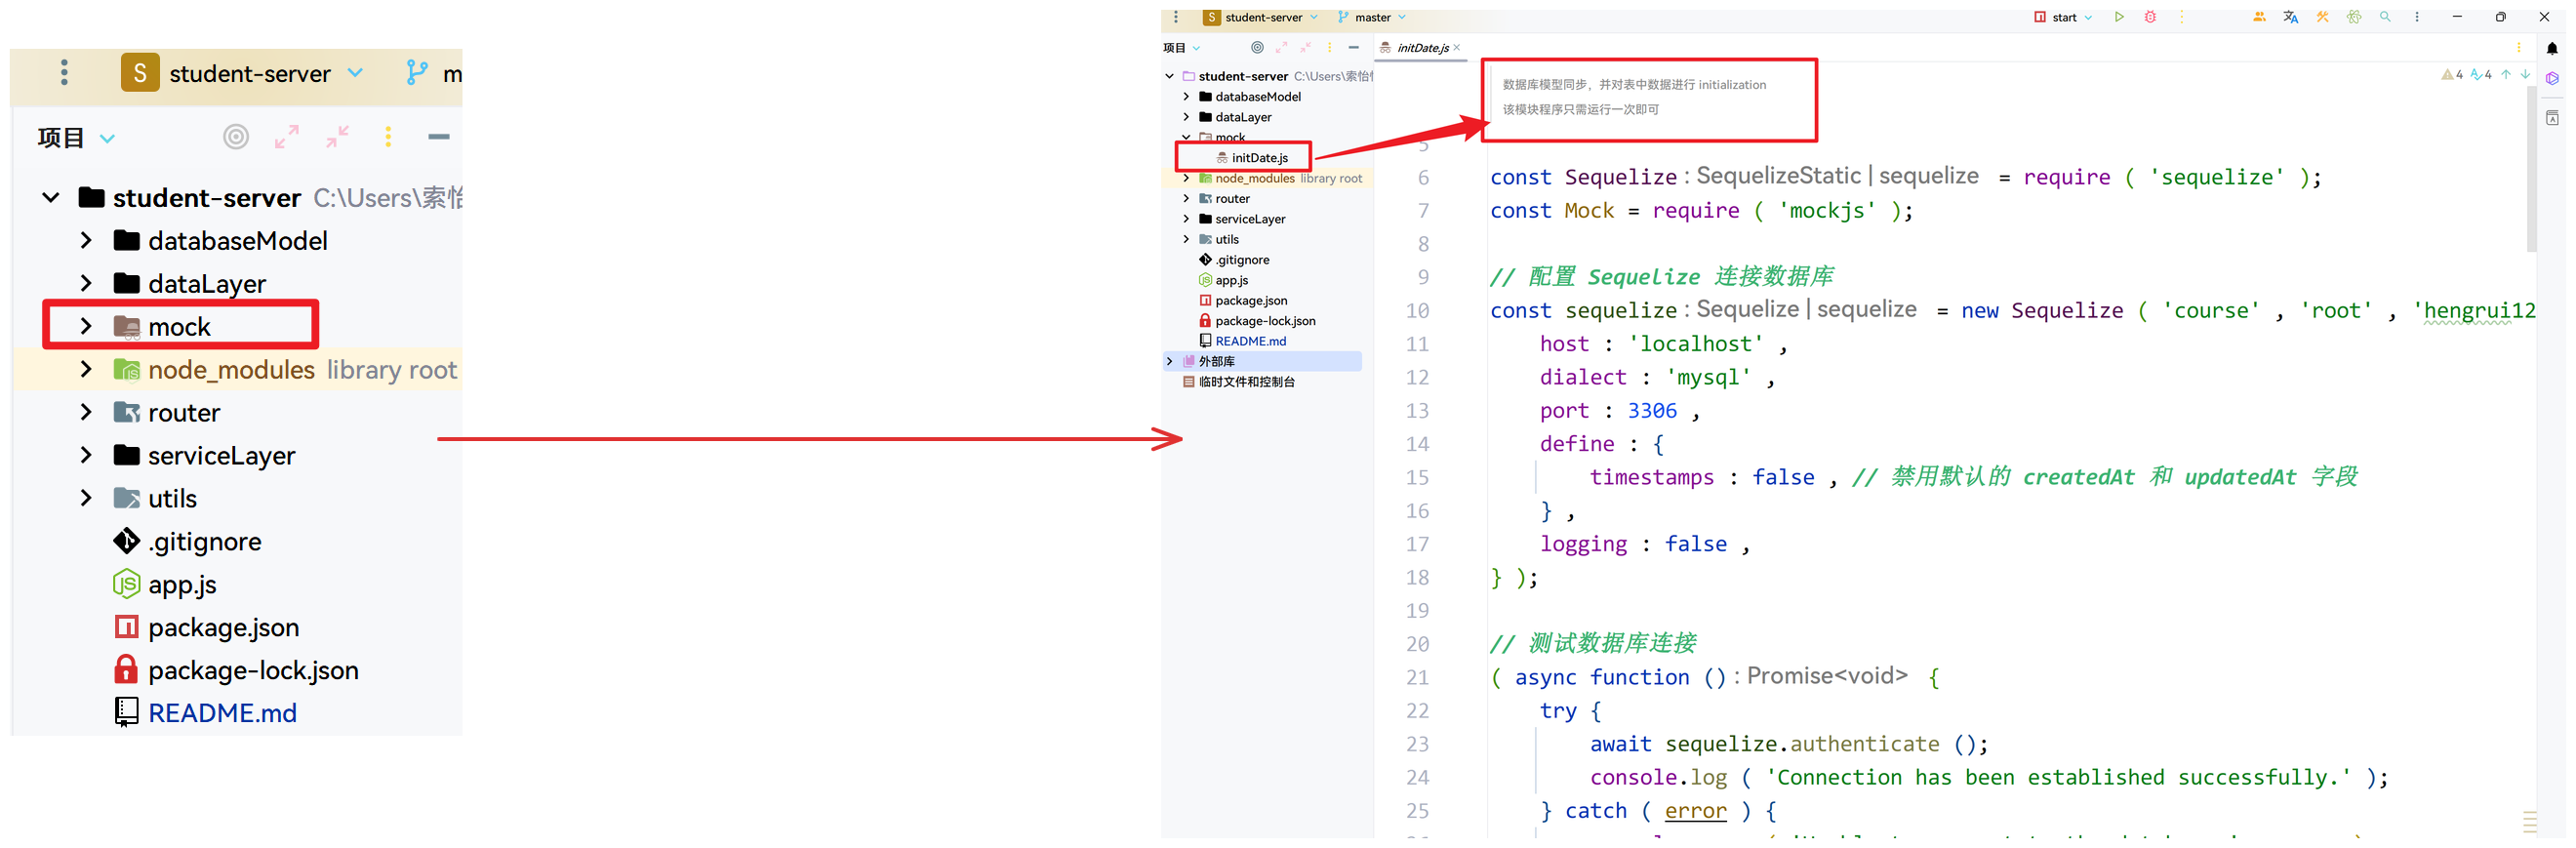 S student-server
m
项目
student-server C:\Users\索怡
databaseModel
dataLayer
mock
node_modules library root
router
serviceLayer
utils
.gitignore
app.js
package.json
package-lock.json
README.md
S student-server master start
项目
student-server C:\Users\索怡
databaseModel
dataLayer
mock
initDate.js
node_modules library root
router
serviceLayer
utils
.gitignore
app.js
package.json
package-lock.json
README.md
外部库
临时文件和控制台
initDate.js
4 4
数据库模型同步，并对表中数据进行 initialization
该模块程序只需运行一次即可
5
6 const Sequelize : SequelizeStatic | sequelize = require ( 'sequelize' );
7 const Mock = require ( 'mockjs' );
8
9 // 配置 Sequelize 连接数据库
10 const sequelize : Sequelize | sequelize = new Sequelize ( 'course' , 'root' , 'hengrui12
11 host : 'localhost' ,
12 dialect : 'mysql' ,
13 port : 3306 ,
14 define : {
15 timestamps : false , // 禁用默认的 createdAt 和 updatedAt 字段
16 } ,
17 logging : false ,
18 } );
19
20 // 测试数据库连接
21 ( async function () : Promise<void> {
22 try {
23 await sequelize.authenticate ();
24 console.log ( 'Connection has been established successfully.' );
25 } catch ( error ) {